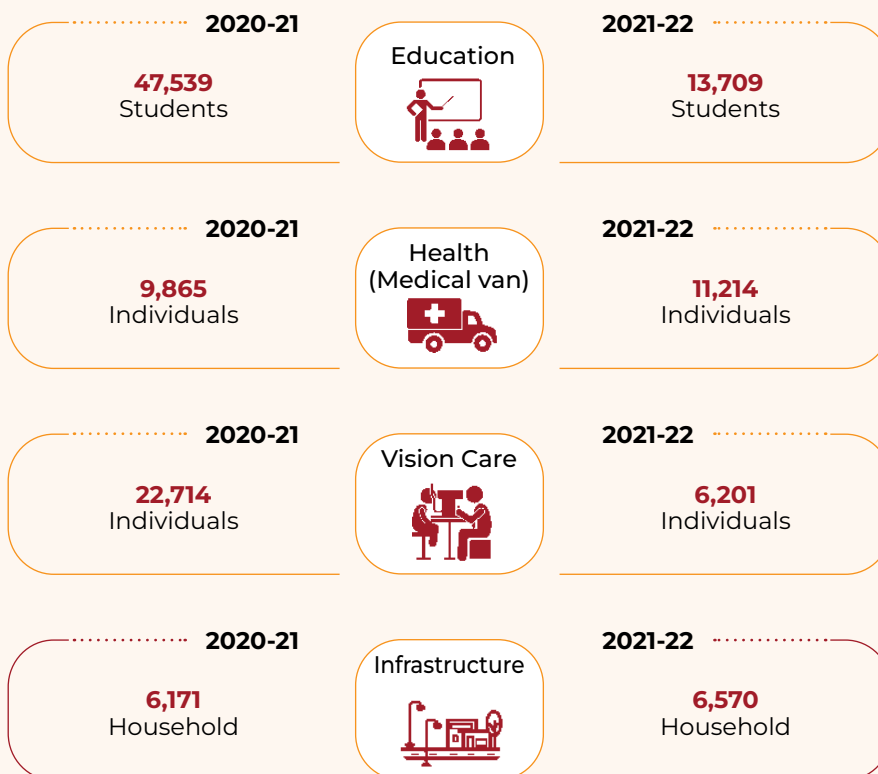 2020-21
47,539
Students
Education
2021-22
13,709
Students
2020-21
9,865
Individuals
Health
(Medical van)
2021-22
11,214
Individuals
2020-21
22,714
Individuals
Vision Care
2021-22
6,201
Individuals
2020-21
6,171
Household
Infrastructure
2021-22
6,570
Household